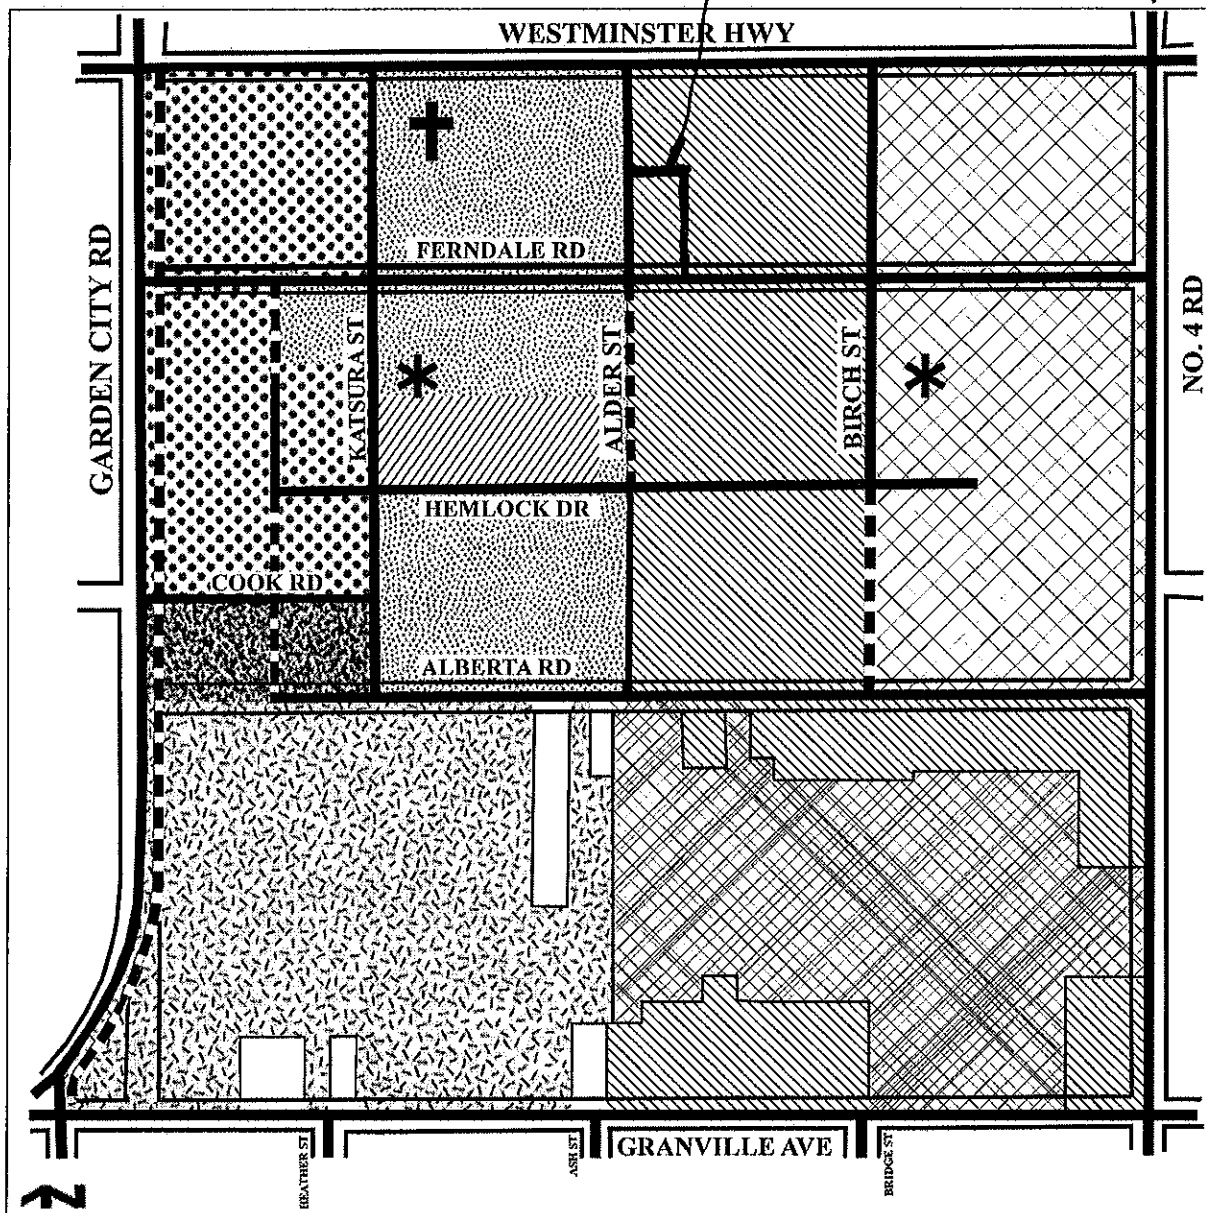 WESTMINSTER HWY
FERNDALE RD
GARDEN CITY RD
KATSURA ST
ALDER ST
BIRCH ST
NO. 4 RD
HEMLOCK DR
COOK RD
ALBERTA RD
GRANVILLE AVE
HEATHER ST
ASH ST
BRIDGE ST
N